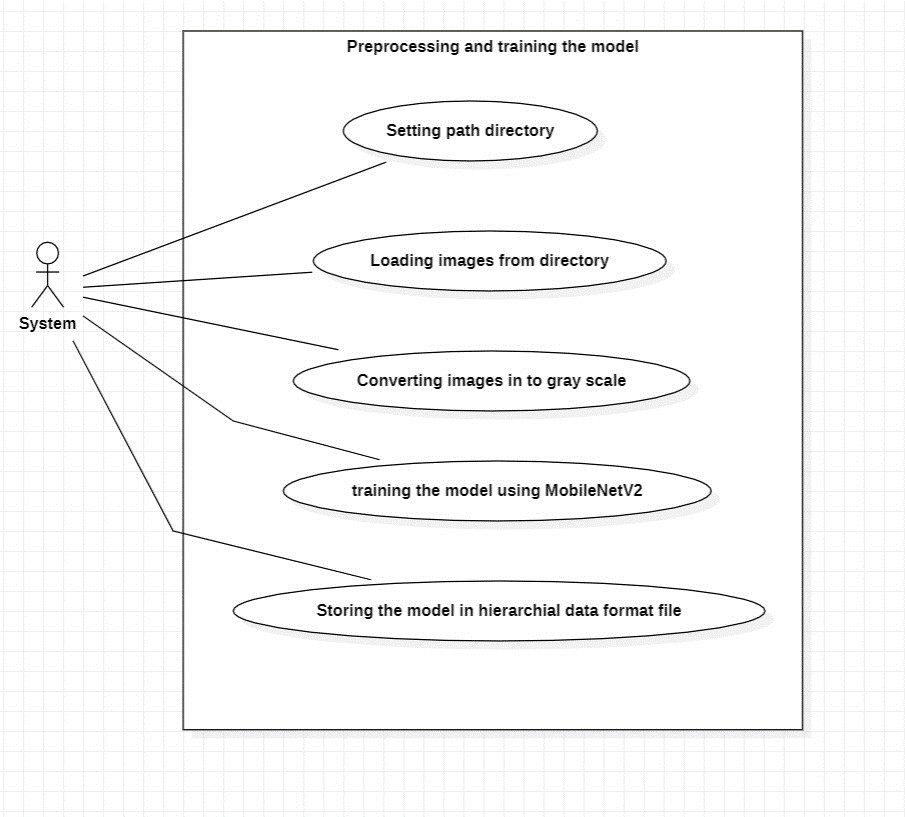 Preprocessing and training the model
Setting path directory
Loading images from directory
System
Converting images in to gray scale
training the model using MobileNetV2
Storing the model in hierarchial data format file